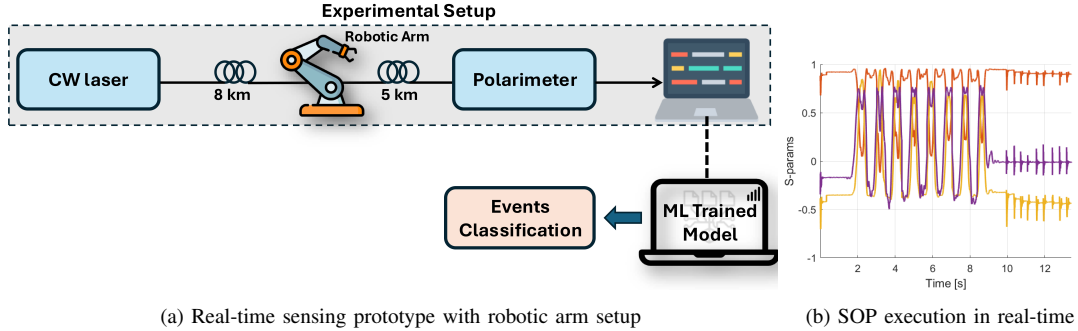 Experimental Setup
Robotic Arm
CW laser
8 km
5 km
Polarimeter
Events
Classification
ML Trained
Model
S-params
1
0.5
0
-0.5
-1
2
4
6
8
10
12
Time [s]
(a) Real-time sensing prototype with robotic arm setup
(b) SOP execution in real-time